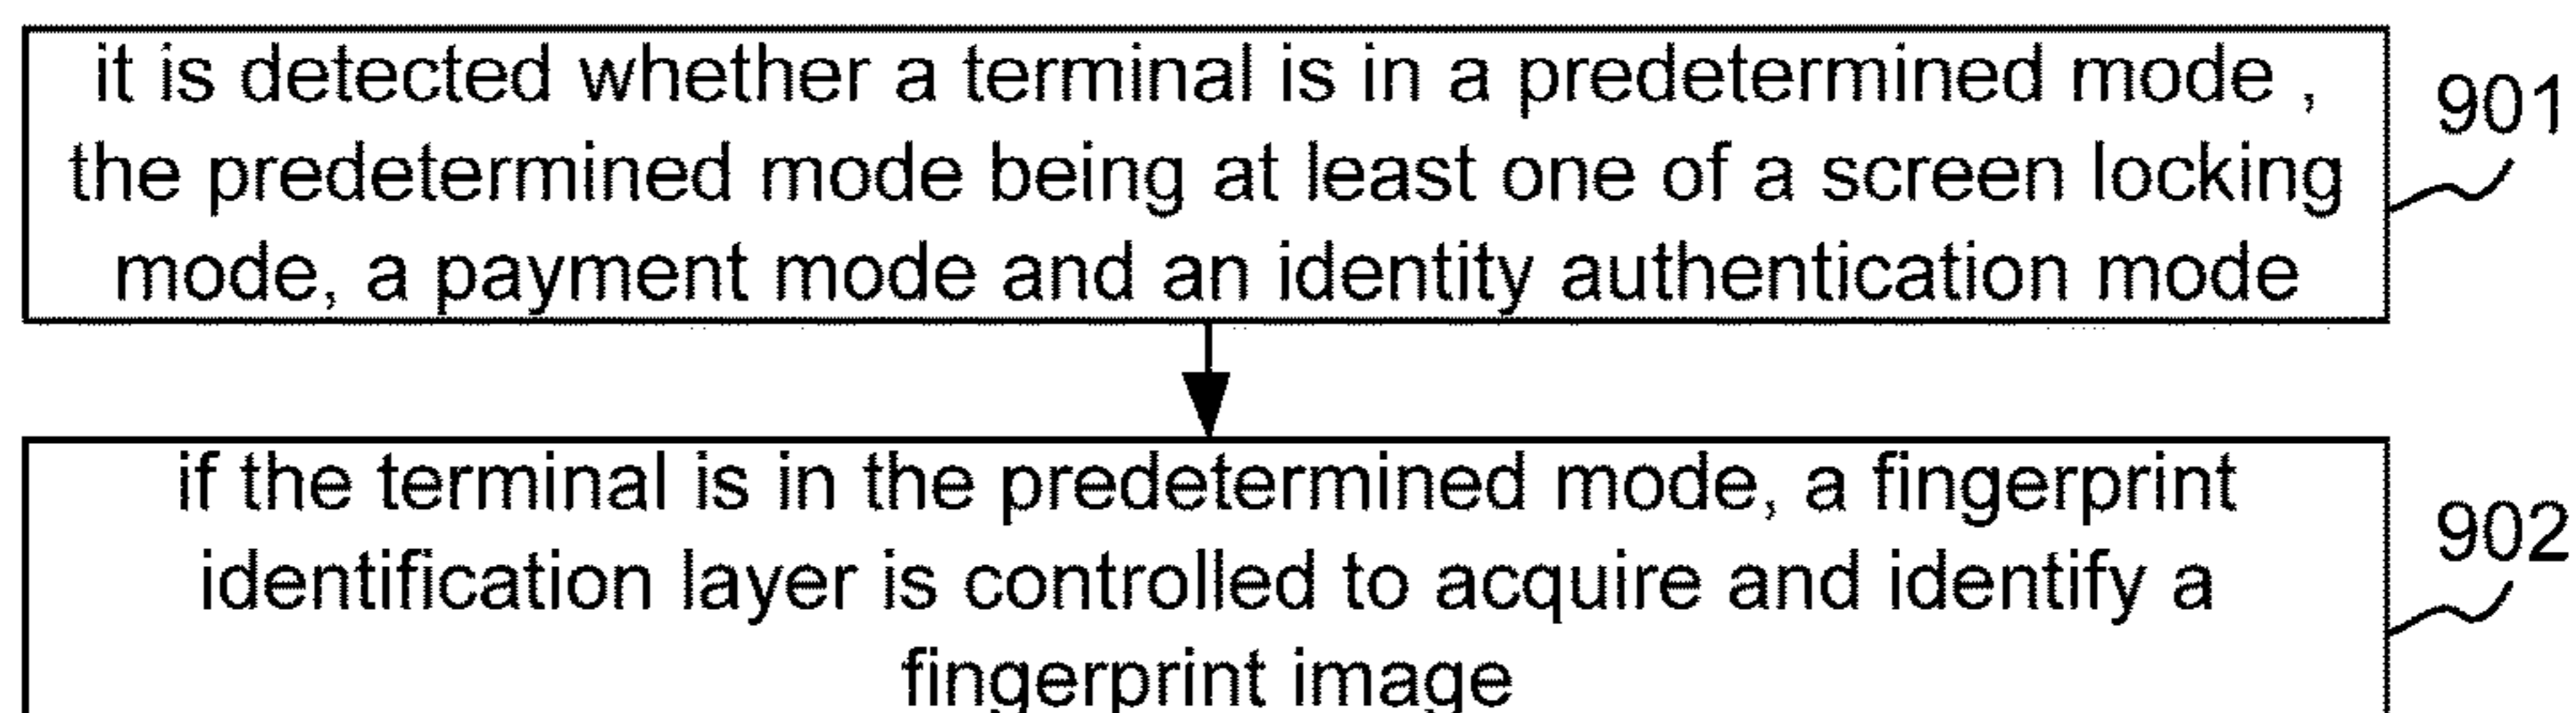 it is detected whether a terminal is in a predetermined mode ,
the predetermined mode being at least one of a screen locking
mode, a payment mode and an identity authentication mode
901
if the terminal is in the predetermined mode, a fingerprint
identification layer is controlled to acquire and identify a
fingerprint image
902